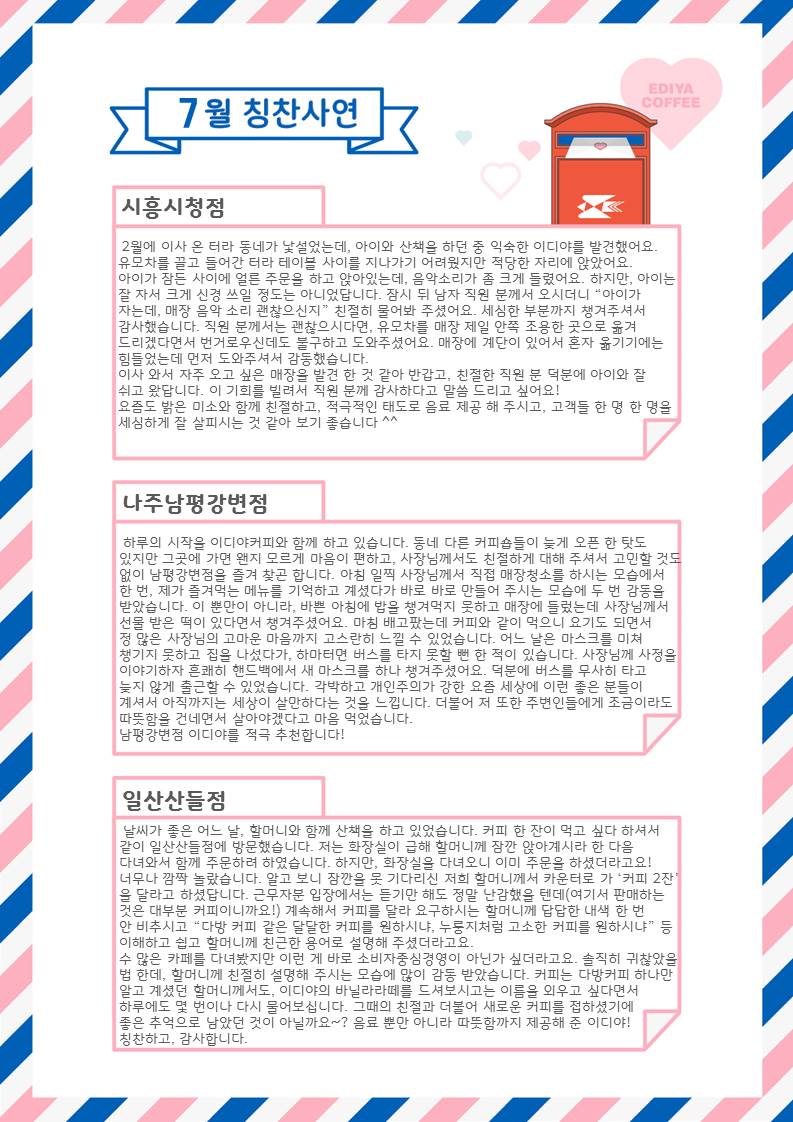 7월 칭찬사연
EDIYA
COFFEE
시흥시청점
2월에 이사 온 터라 동네가 낯설었는데, 아이와 산책을 하던 중 익숙한 이디야를 발견했어요.
유모차를 끌고 들어간 터라 테이블 사이를 지나가기 어려웠지만 적당한 자리에 앉았어요.
아이가 잠든 사이에 얼른 주문을 하고 앉아있는데, 음악소리가 좀 크게 들렸어요. 하지만, 아이는
잘 자서 크게 신경 쓰일 정도는 아니었답니다. 잠시 뒤 남자 직원 분께서 오시더니 “아이가
자는데, 매장 음악 소리 괜찮으신지” 친절히 물어봐 주셨어요. 세심한 부분까지 챙겨주셔서
감사했습니다. 직원 분께서는 괜찮으시다면, 유모차를 매장 제일 안쪽 조용한 곳으로 옮겨
드리겠다면서 번거로우신데도 불구하고 도와주셨어요. 매장에 계단이 있어서 혼자 옮기기에는
힘들었는데 먼저 도와주셔서 감동했습니다.
이사 와서 자주 오고 싶은 매장을 발견 한 것 같아 반갑고, 친절한 직원 분 덕분에 아이와 잘
쉬고 왔답니다. 이 기회를 빌려서 직원 분께 감사하다고 말씀 드리고 싶어요!
요즘도 밝은 미소와 함께 친절하고, 적극적인 태도로 음료 제공 해 주시고, 고객들 한 명 한 명을
세심하게 잘 살피시는 것 같아 보기 좋습니다 ^^
나주남평강변점
하루의 시작을 이디야커피와 함께 하고 있습니다. 동네 다른 커피숍들이 늦게 오픈 한 탓도
있지만 그곳에 가면 왠지 모르게 마음이 편하고, 사장님께서도 친절하게 대해 주셔서 고민할 것도
없이 남평강변점을 즐겨 찾곤 합니다. 아침 일찍 사장님께서 직접 매장청소를 하시는 모습에서
한 번, 제가 즐겨먹는 메뉴를 기억하고 계셨다가 바로 바로 만들어 주시는 모습에 두 번 감동을
받았습니다. 이 뿐만이 아니라, 바쁜 아침에 밥을 챙겨먹지 못하고 매장에 들렀는데 사장님께서
선물 받은 떡이 있다면서 챙겨주셨어요. 마침 배고팠는데 커피와 같이 먹으니 요기도 되면서
정 많은 사장님의 고마운 마음까지 고스란히 느낄 수 있었습니다. 어느 날은 마스크를 미쳐
챙기지 못하고 집을 나섰다가, 하마터면 버스를 타지 못할 뻔 한 적이 있습니다. 사장님께 사정을
이야기하자 흔쾌히 핸드백에서 새 마스크를 하나 챙겨주셨어요. 덕분에 버스를 무사히 타고
늦지 않게 출근할 수 있었습니다. 각박하고 개인주의가 강한 요즘 세상에 이런 좋은 분들이
계셔서 아직까지는 세상이 살만하다는 것을 느낍니다. 더불어 저 또한 주변인들에게 조금이라도
따뜻함을 건네면서 살아야겠다고 마음 먹었습니다.
남평강변점 이디야를 적극 추천합니다!
일산산들점
날씨가 좋은 어느 날, 할머니와 함께 산책을 하고 있었습니다. 커피 한 잔이 먹고 싶다 하셔서
같이 일산산들점에 방문했습니다. 저는 화장실이 급해 할머니께 잠깐 앉아계시라 한 다음
다녀와서 함께 주문하려 하였습니다. 하지만, 화장실을 다녀오니 이미 주문을 하셨더라고요!
너무나 깜짝 놀랐습니다. 알고 보니 잠깐을 못 기다리신 저희 할머니께서 카운터로 가 ‘커피 2잔’
을 달라고 하셨답니다. 근무자분 입장에서는 듣기만 해도 정말 난감했을 텐데(여기서 판매하는
것은 대부분 커피이니까요!) 계속해서 커피를 달라 요구하시는 할머니께 답답한 내색 한 번
안 비추시고 “다방 커피 같은 달달한 커피를 원하시냐, 누룽지처럼 고소한 커피를 원하시냐” 등
이해하고 쉽고 할머니께 친근한 용어로 설명해 주셨더라고요.
수 많은 카페를 다녀봤지만 이런 게 바로 소비자중심경영이 아닌가 싶더라고요. 솔직히 귀찮았을
법 한데, 할머니께 친절히 설명해 주시는 모습에 많이 감동 받았습니다. 커피는 다방커피 하나만
알고 계셨던 할머니께서도, 이디야의 바닐라라떼를 드셔보시고는 이름을 외우고 싶다면서
하루에도 몇 번이나 다시 물어보십니다. 그때의 친절과 더불어 새로운 커피를 접하셨기에
좋은 추억으로 남았던 것이 아닐까요~? 음료 뿐만 아니라 따뜻함까지 제공해 준 이디야!
칭찬하고, 감사합니다.